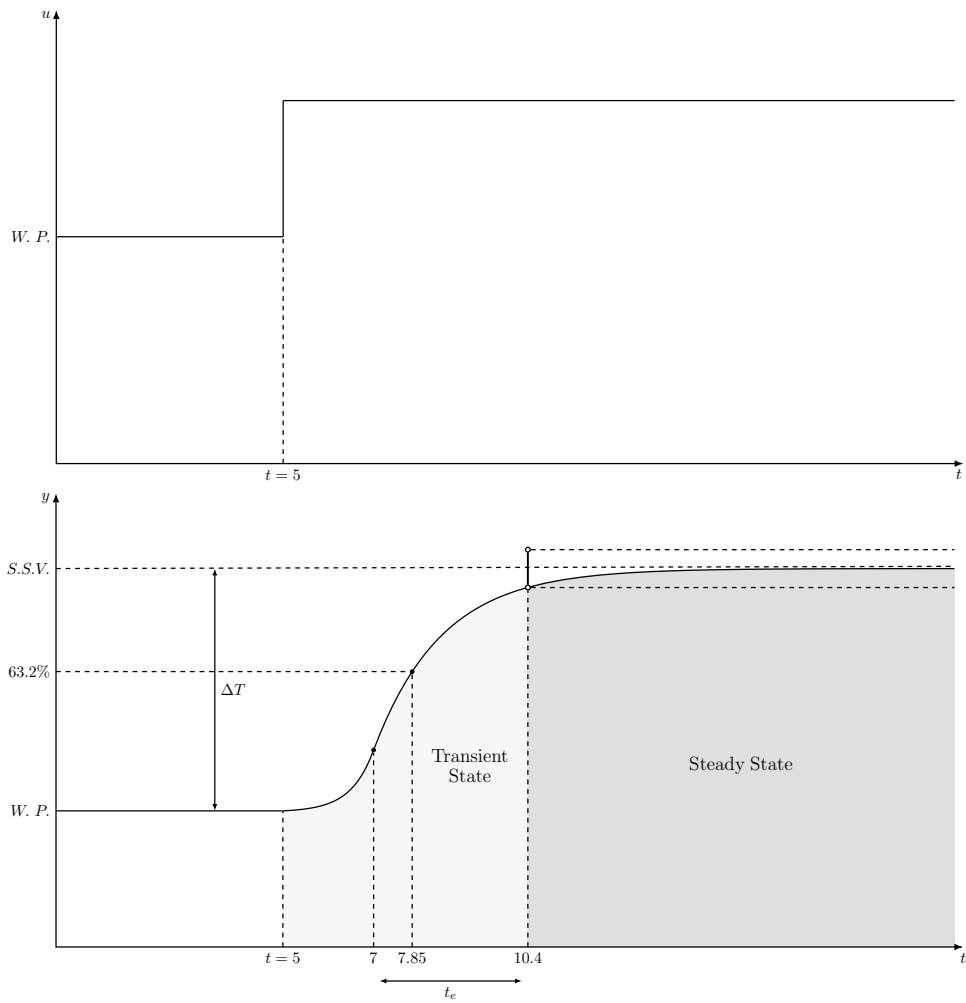 u
W. P.
t = 5
t
y
S.S.V.
63.2%
ΔT
Transient
State
Steady State
W. P.
t = 5
7
7.85
10.4
t
t_e